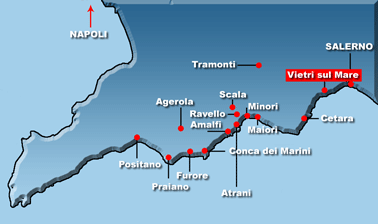 NAPOLI
SALERNO
Tramonti
Vietri sul Mare
Scala
Minori
Agerola
Ravello
Amalfi
Maiori
Cetara
Positano
Conca dei Marini
Praiano
Furore
Atrani